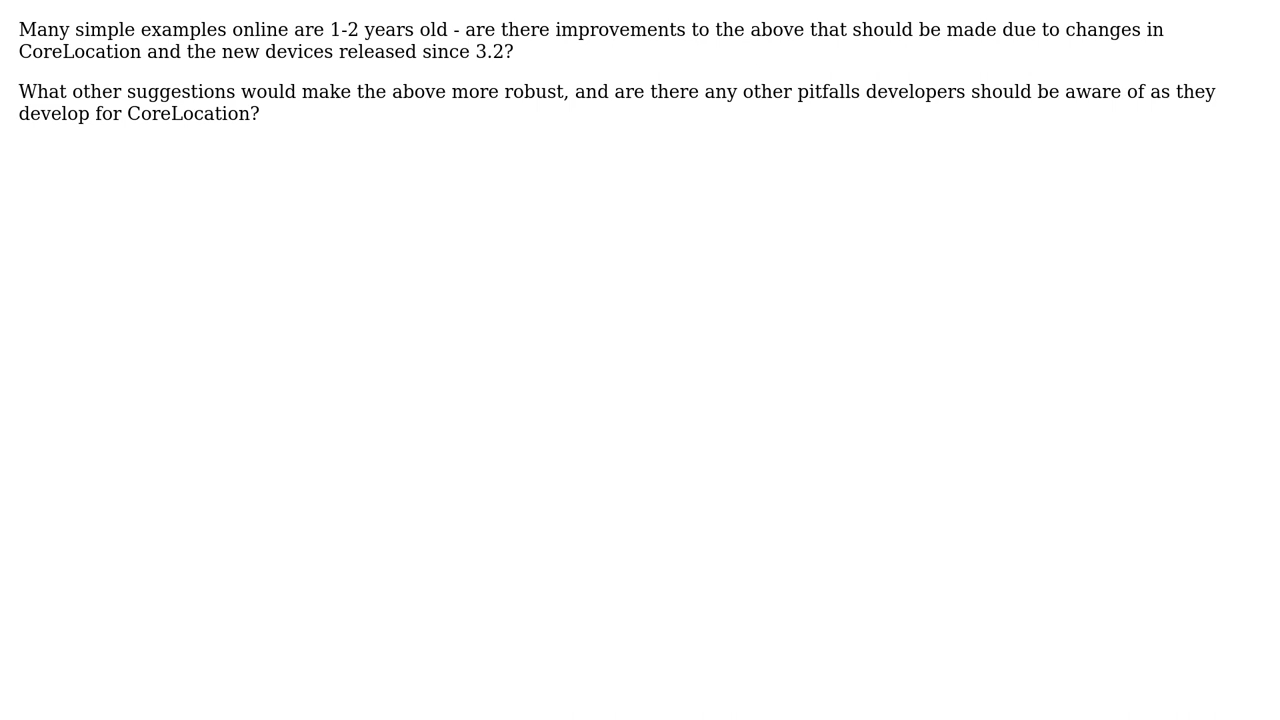 Many simple examples online are 1-2 years old - are there improvements to the above that should be made due to changes in
CoreLocation and the new devices released since 3.2?
What other suggestions would make the above more robust, and are there any other pitfalls developers should be aware of as they
develop for CoreLocation?